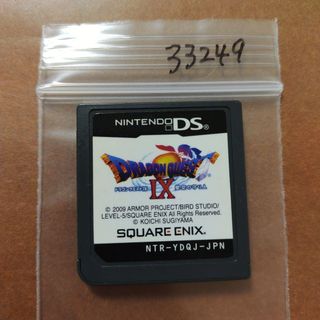 33249
NINTENDO DS
DRAGON QUEST
IX
© 2009 ARMOR PROJECT/BIRD STUDIO/
LEVEL-5/SQUARE ENIX All Rights Reserved.
© KOICHI SUGIYAMA
SQUARE ENIX
NTR-YDQJ-JPN